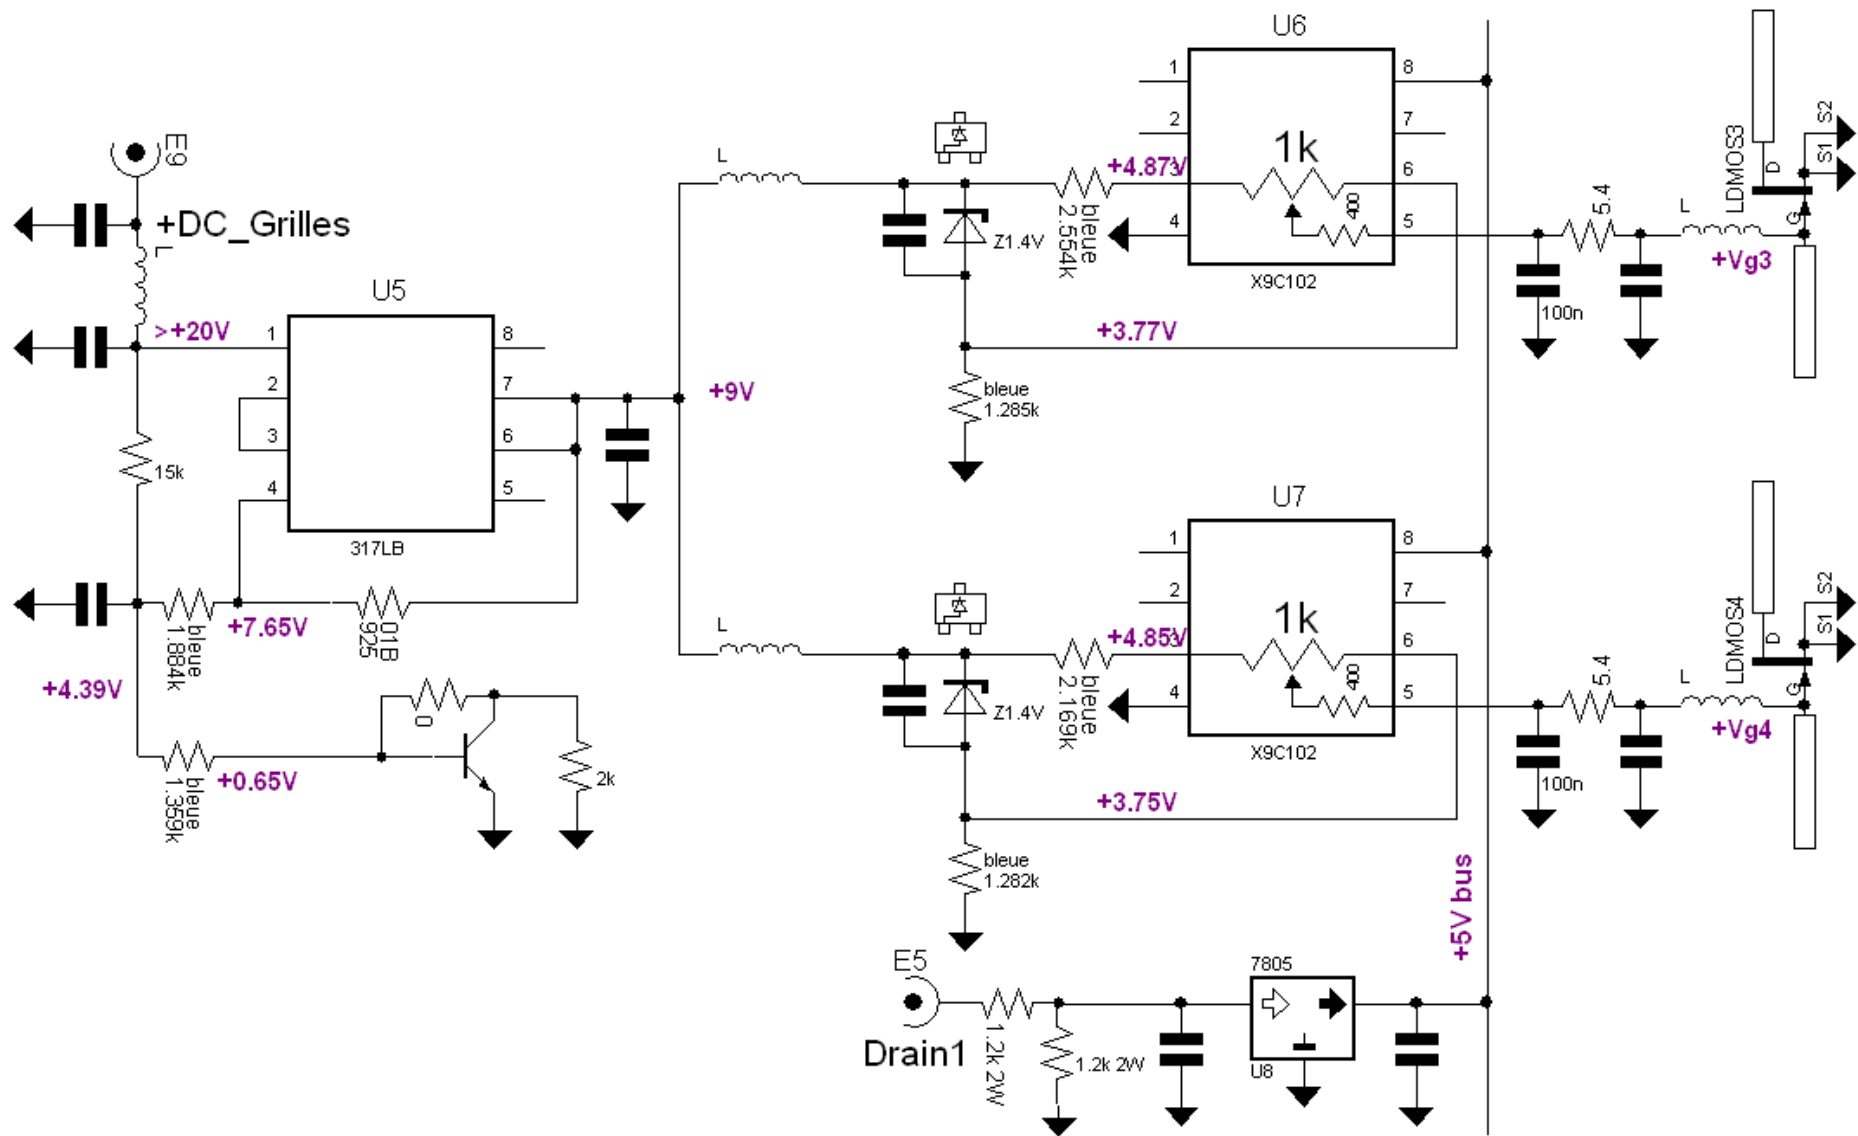 U6
1
8
2
7
1k
+4.87V
3
6
400
4
5
X9C102
bleue
2.554k
Z1.4V
L
E9
+DC_Grilles
L
>+20V
U5
1
8
2
7
3
6
4
5
317LB
15k
+9V
+3.77V
bleue
1.285k
5.4
L
+Vg3
100n
LDMOS3
D
G
S1
S2
bleue
1.884k
+7.65V
01B
925
+4.39V
0
2k
bleue
1.359k
+0.65V
U7
1
8
2
7
1k
+4.85V
3
6
400
4
5
X9C102
bleue
2.169k
Z1.4V
L
+3.75V
bleue
1.282k
5.4
L
+Vg4
100n
LDMOS4
D
G
S1
S2
+5V bus
E5
Drain1
1.2k 2W
1.2k 2W
7805
U8